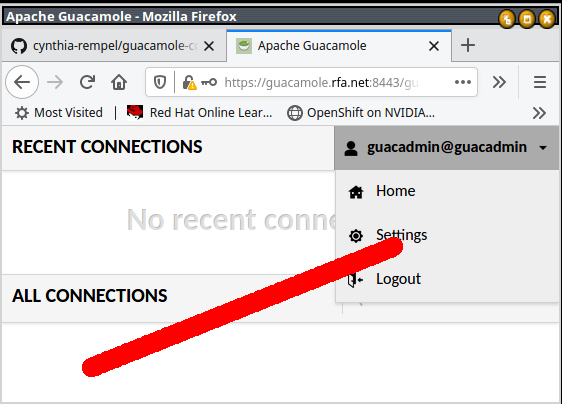 Apache Guacamole - Mozilla Firefox
cynthia-rempel/guacamole-c
Apache Guacamole
https://guacamole.rfa.net:8443/gu
Most Visited
Red Hat Online Lear...
OpenShift on NVIDIA...
RECENT CONNECTIONS
guacadmin@guacadmin
Home
No recent conne
Settings
Logout
ALL CONNECTIONS